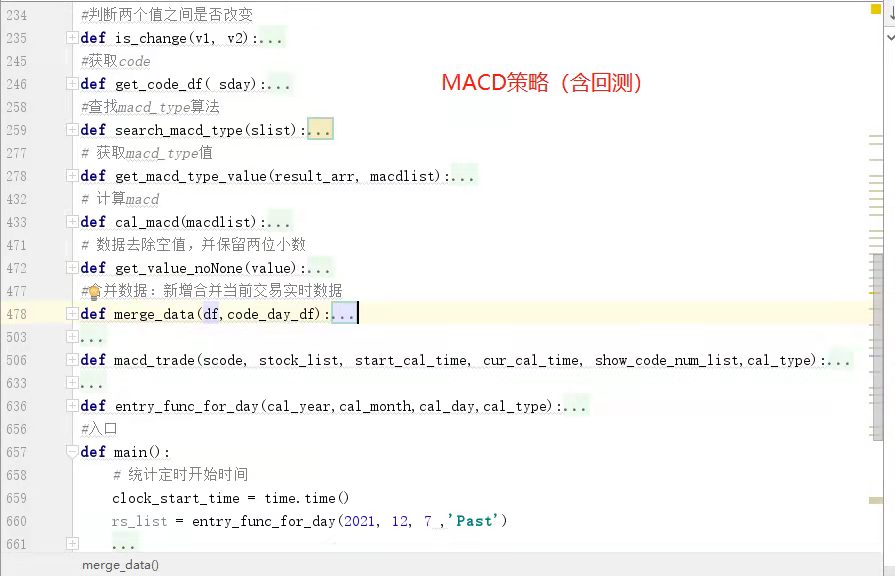 234 #判断两个值之间是否改变
235 def is_change(v1, v2):...
245 #获取code
246 def get_code_df( sday):...
MACD策略（含回测）
258 #查找macd_type算法
259 def search_macd_type(slist):...
277 # 获取macd_type值
278 def get_macd_type_value(result_arr, macdlist):...
432 # 计算macd
433 def cal_macd(macdlist):...
471 # 数据去除空值，并保留两位小数
472 def get_value_noNone(value):...
477 #合并数据：新增合并当前交易实时数据
478 def merge_data(df,code_day_df):...
503 ...
506 def macd_trade(scode, stock_list, start_cal_time, cur_cal_time, show_code_num_list,cal_type):...
633 ...
636 def entry_func_for_day(cal_year,cal_month,cal_day,cal_type):...
656 #入口
657 def main():
658 # 统计定时开始时间
659 clock_start_time = time.time()
660 rs_list = entry_func_for_day(2021, 12, 7 ,'Past')
661 ...
merge_data()